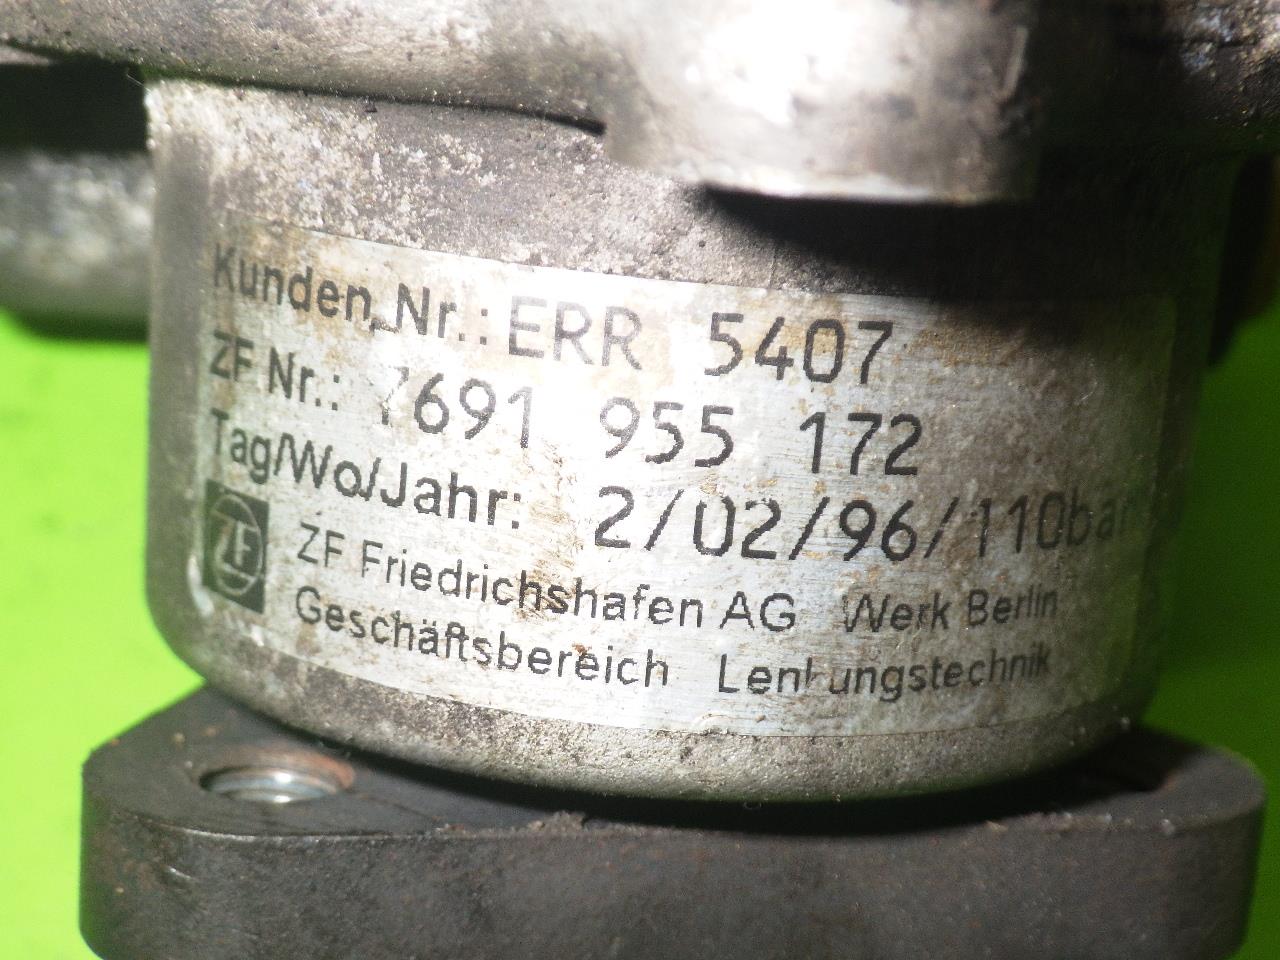 Kunden, Nr.: ERR 5407
ZF Nr.: 7691 955 172
Tag/Wo/Jahr: 2/02/96/110bar
ZF
ZF Friedrichshafen AG Werk Berlin
Geschäftsbereich Lenkungstechnik